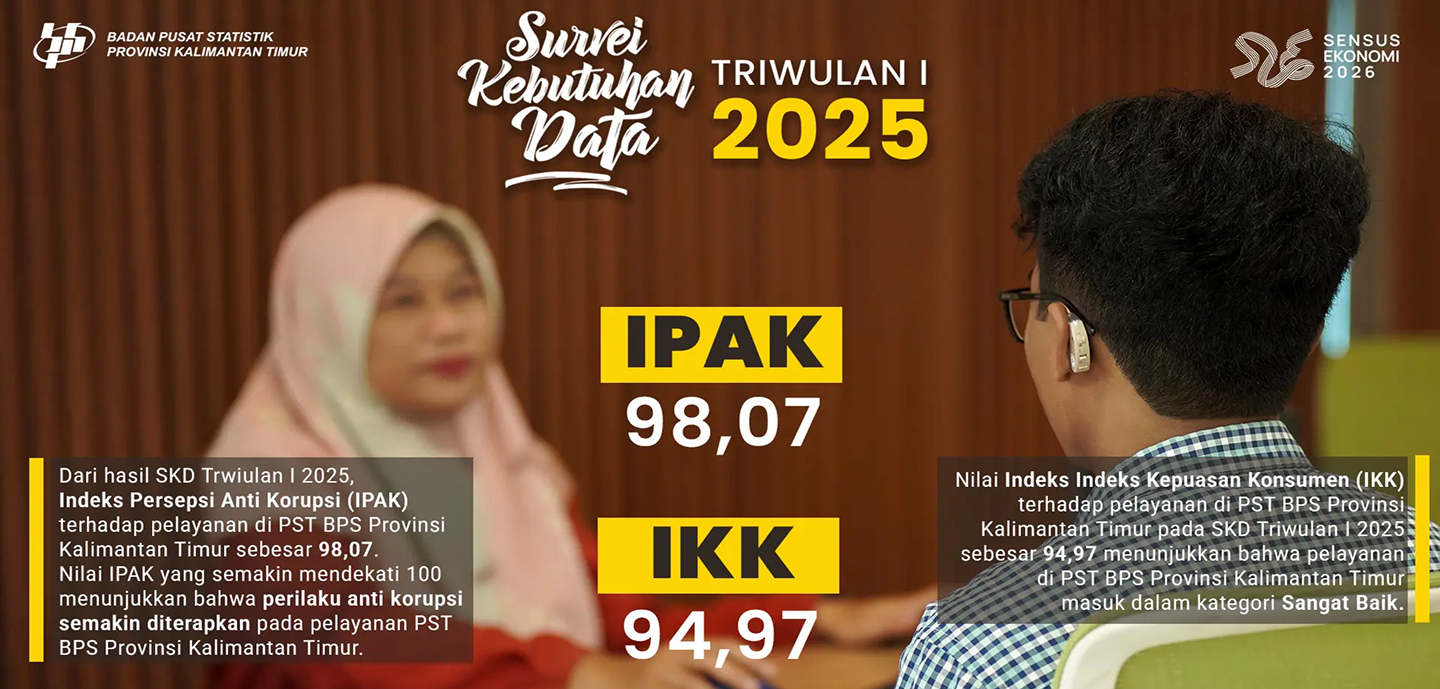 BADAN PUSAT STATISTIK
PROVINSI KALIMANTAN TIMUR
Survei
Kebutuhan
Data
TRIWULAN I
2025
SENSUS
EKONOMI
2026
IPAK
98,07
IKK
94,97
Dari hasil SKD Trwiulan I 2025,
Indeks Persepsi Anti Korupsi (IPAK)
terhadap pelayanan di PST BPS Provinsi
Kalimantan Timur sebesar 98,07.
Nilai IPAK yang semakin mendekati 100
menunjukkan bahwa perilaku anti korupsi
semakin diterapkan pada pelayanan PST
BPS Provinsi Kalimantan Timur.
Nilai Indeks Indeks Kepuasan Konsumen (IKK)
terhadap pelayanan di PST BPS Provinsi
Kalimantan Timur pada SKD Triwulan I 2025
sebesar 94,97 menunjukkan bahwa pelayanan
di PST BPS Provinsi Kalimantan Timur
masuk dalam kategori Sangat Baik.